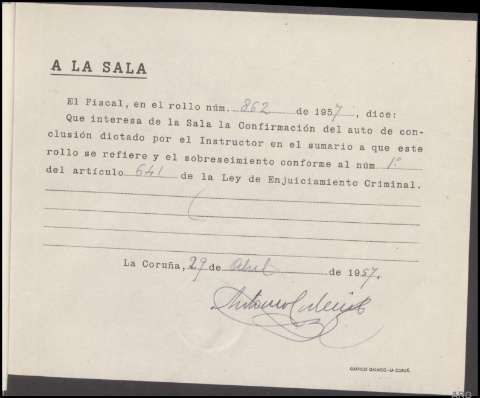 A LA SALA
El Fiscal, en el rollo núm. 862 de 1957, dice:
Que interesa de la Sala la Confirmación del auto de con-
clusión dictado por el Instructor en el sumario a que este
rollo se refiere y el sobreseimiento conforme al núm 1º
del artículo 641 de la Ley de Enjuiciamiento Criminal.
La Coruña, 29 de Abril de 1957.
Antonio
ARG